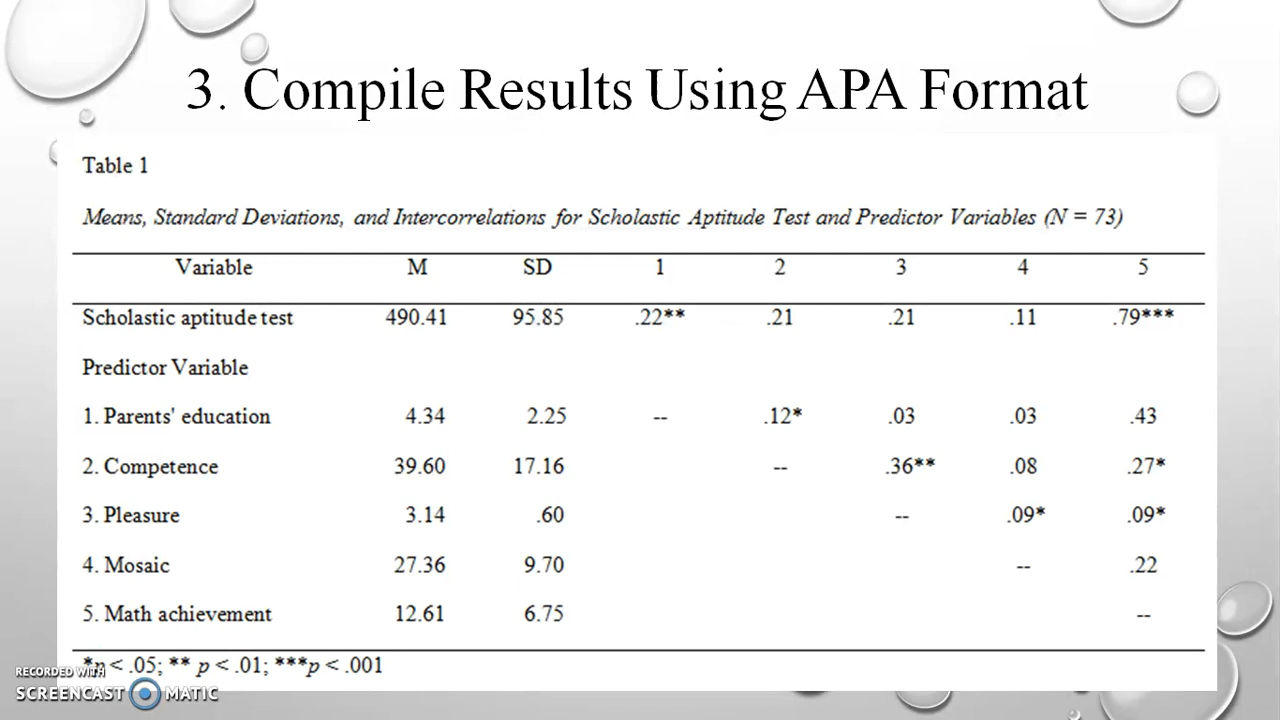 3. Compile Results Using APA Format
Table 1
Means, Standard Deviations, and Intercorrelations for Scholastic Aptitude Test and Predictor Variables (N = 73)
Variable M SD 1 2 3 4 5
Scholastic aptitude test 490.41 95.85 .22** .21 .21 .11 .79***
Predictor Variable
1. Parents' education 4.34 2.25 -- .12* .03 .03 .43
2. Competence 39.60 17.16 -- .36** .08 .27*
3. Pleasure 3.14 .60 -- .09* .09*
4. Mosaic 27.36 9.70 -- .22
5. Math achievement 12.61 6.75 --
*p < .05; ** p < .01; ***p < .001
RECORDED WITH
SCREENCAST MATIC